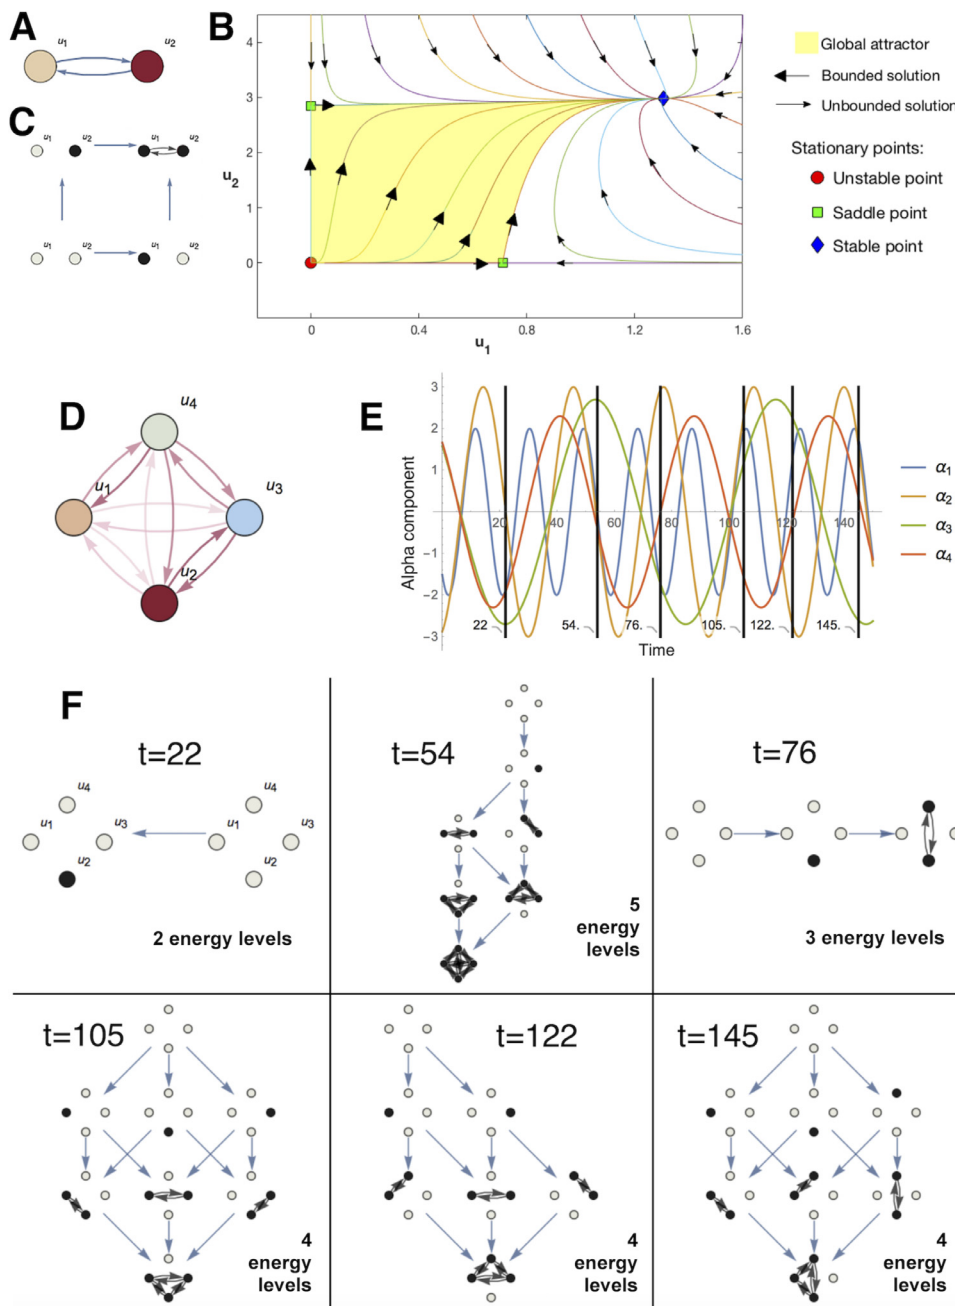 A
u1
u2
B
4
3
2
1
0
u2
0
0.4
0.8
1.2
1.6
u1
Global attractor
Bounded solution
Unbounded solution
Stationary points:
Unstable point
Saddle point
Stable point
C
u1
u2
u1
u2
u1
u2
u1
u2
D
u4
u1
u3
u2
E
3
2
1
−1
−2
−3
Alpha component
20
40
60
80
100
120
140
22
54.
76.
105.
122.
145.
Time
α1
α2
α3
α4
F
t=22
u4
u1
u3
u2
u4
u1
u3
u2
2 energy levels
t=54
5
energy
levels
t=76
3 energy levels
t=105
4
energy
levels
t=122
4
energy
levels
t=145
4
energy
levels